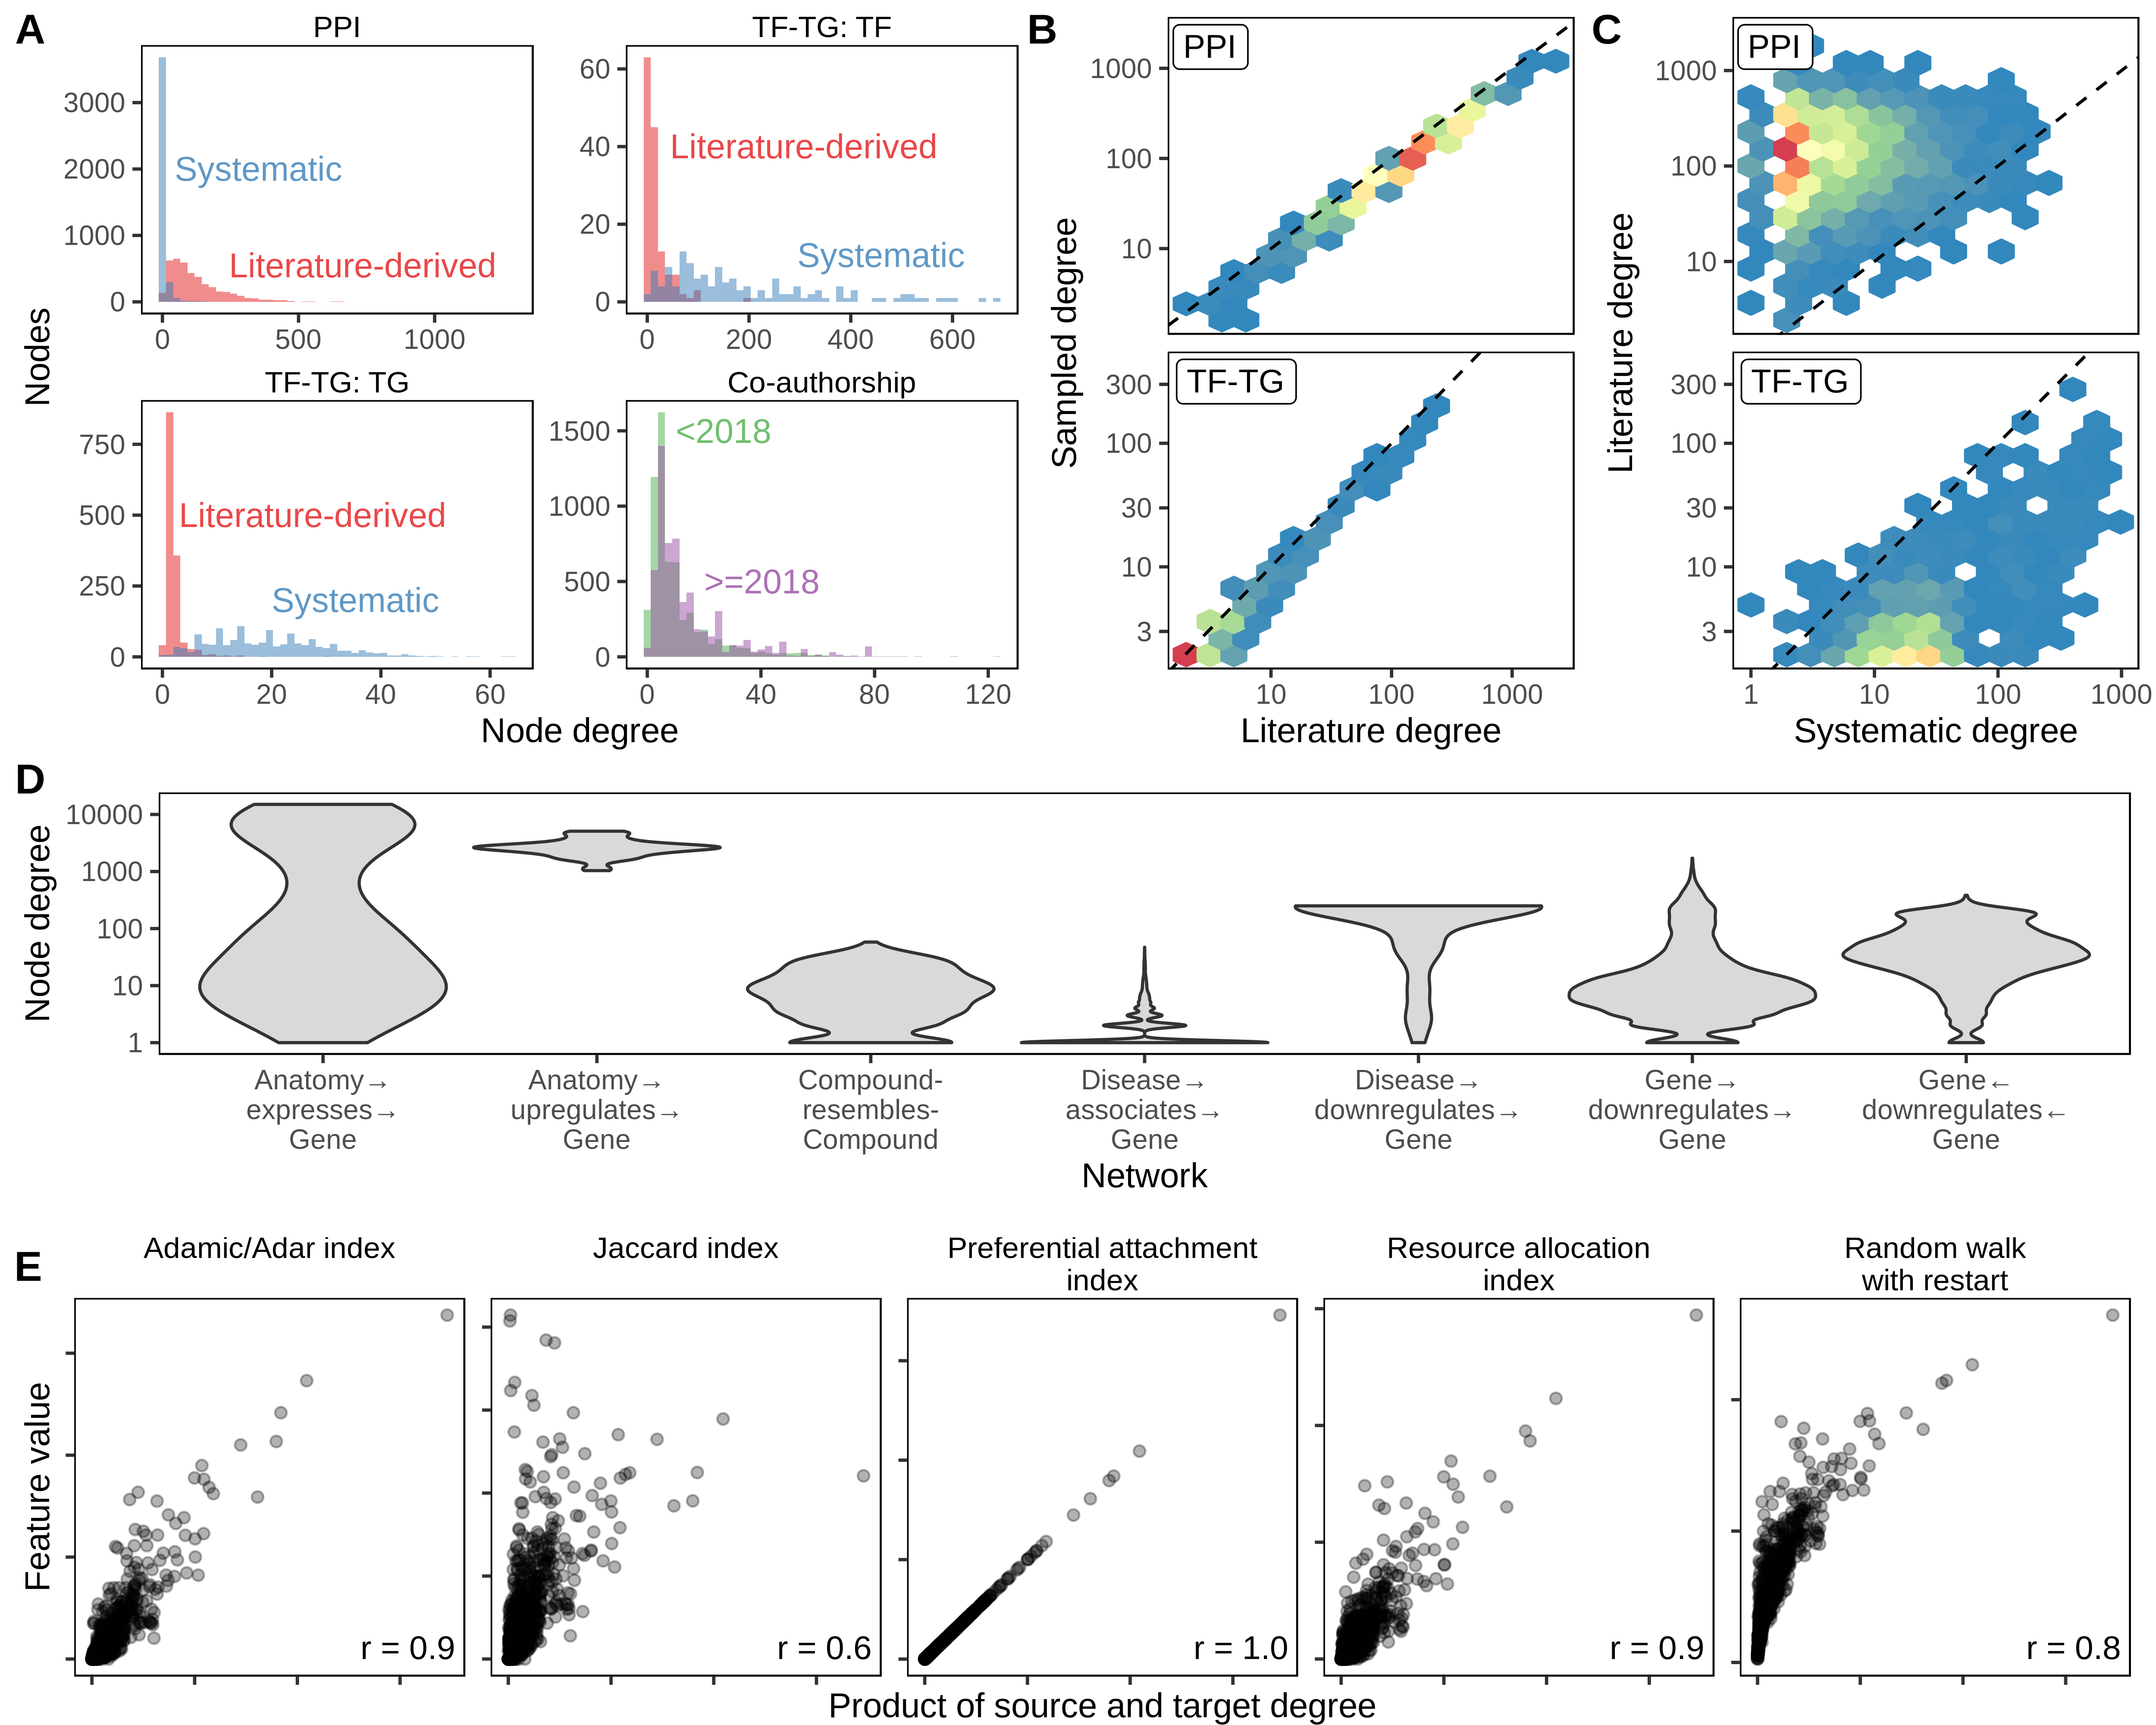 A
PPI
3000
2000
1000
0
0
500
1000
Systematic
Literature-derived
TF-TG: TF
60
40
20
0
0
200
400
600
Literature-derived
Systematic
TF-TG: TG
750
500
250
0
0
20
40
60
Literature-derived
Systematic
Co-authorship
1500
1000
500
0
0
40
80
120
<2018
>=2018
Nodes
Node degree
B
PPI
1000
100
10
TF-TG
300
100
30
10
3
10
100
1000
Sampled degree
Literature degree
C
PPI
1000
100
10
TF-TG
300
100
30
10
3
1
10
100
1000
Literature degree
Systematic degree
D
Node degree
10000
1000
100
10
1
Anatomy→
expresses→
Gene
Anatomy→
upregulates→
Gene
Compound-
resembles-
Compound
Disease→
associates→
Gene
Disease→
downregulates→
Gene
Gene→
downregulates→
Gene
Gene←
downregulates←
Gene
Network
E
Feature value
Adamic/Adar index
r = 0.9
Jaccard index
r = 0.6
Preferential attachment
index
r = 1.0
Resource allocation
index
r = 0.9
Random walk
with restart
r = 0.8
Product of source and target degree